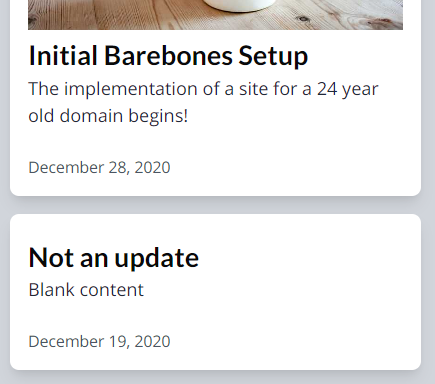 Initial Barebones Setup
The implementation of a site for a 24 year
old domain begins!
December 28, 2020
Not an update
Blank content
December 19, 2020